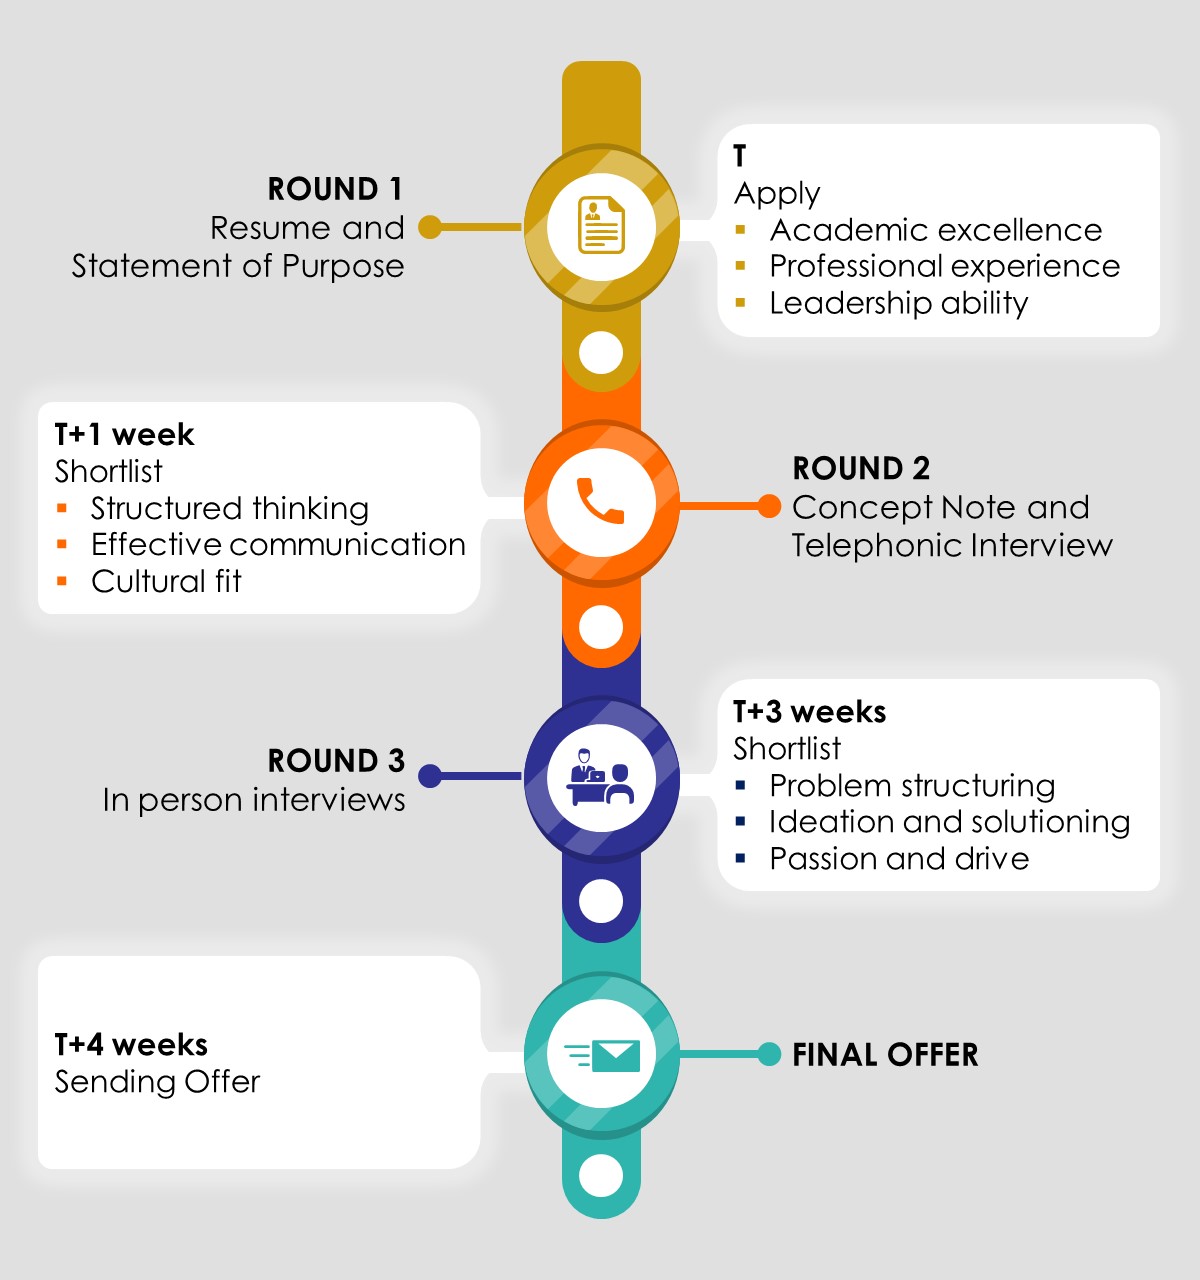 ROUND 1
Resume and
Statement of Purpose
T
Apply
▪ Academic excellence
▪ Professional experience
▪ Leadership ability
T+1 week
Shortlist
▪ Structured thinking
▪ Effective communication
▪ Cultural fit
ROUND 2
Concept Note and
Telephonic Interview
ROUND 3
In person interviews
T+3 weeks
Shortlist
▪ Problem structuring
▪ Ideation and solutioning
▪ Passion and drive
T+4 weeks
Sending Offer
FINAL OFFER